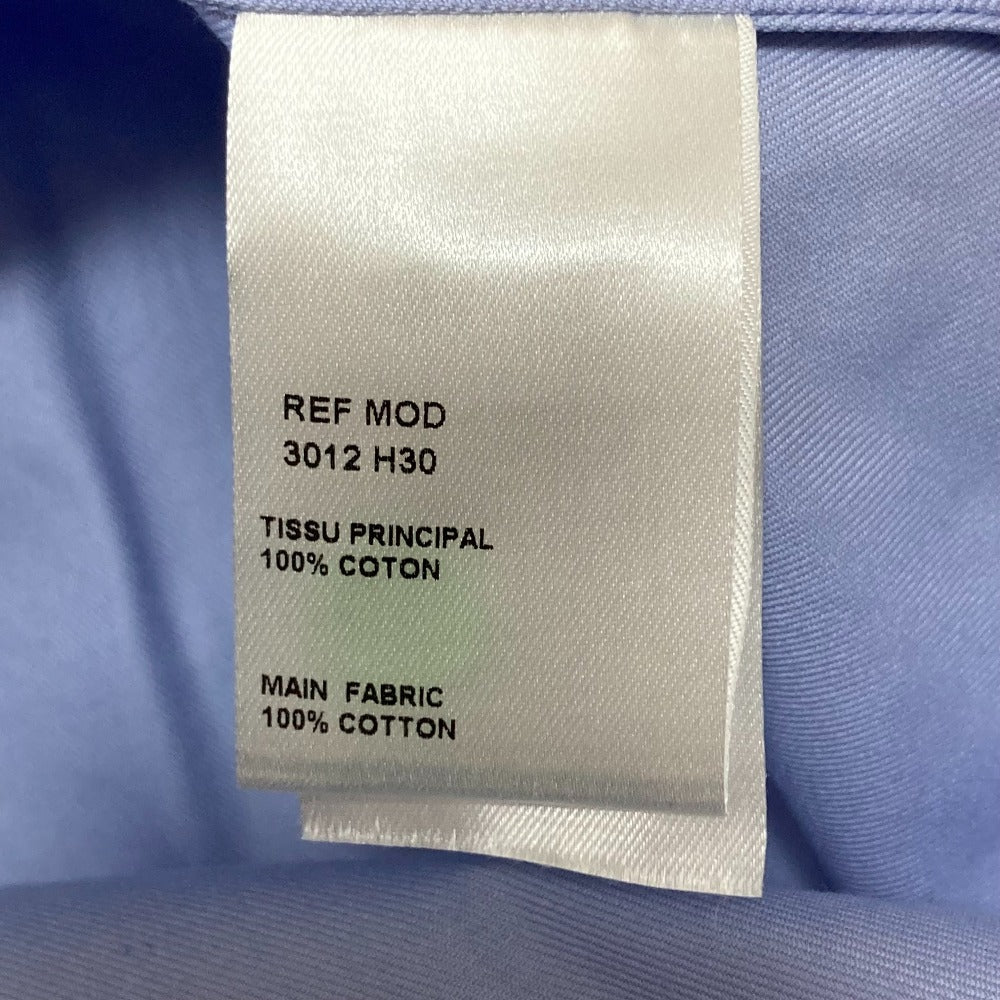 REF MOD
3012 H30
TISSU PRINCIPAL
100% COTON
MAIN FABRIC
100% COTTON